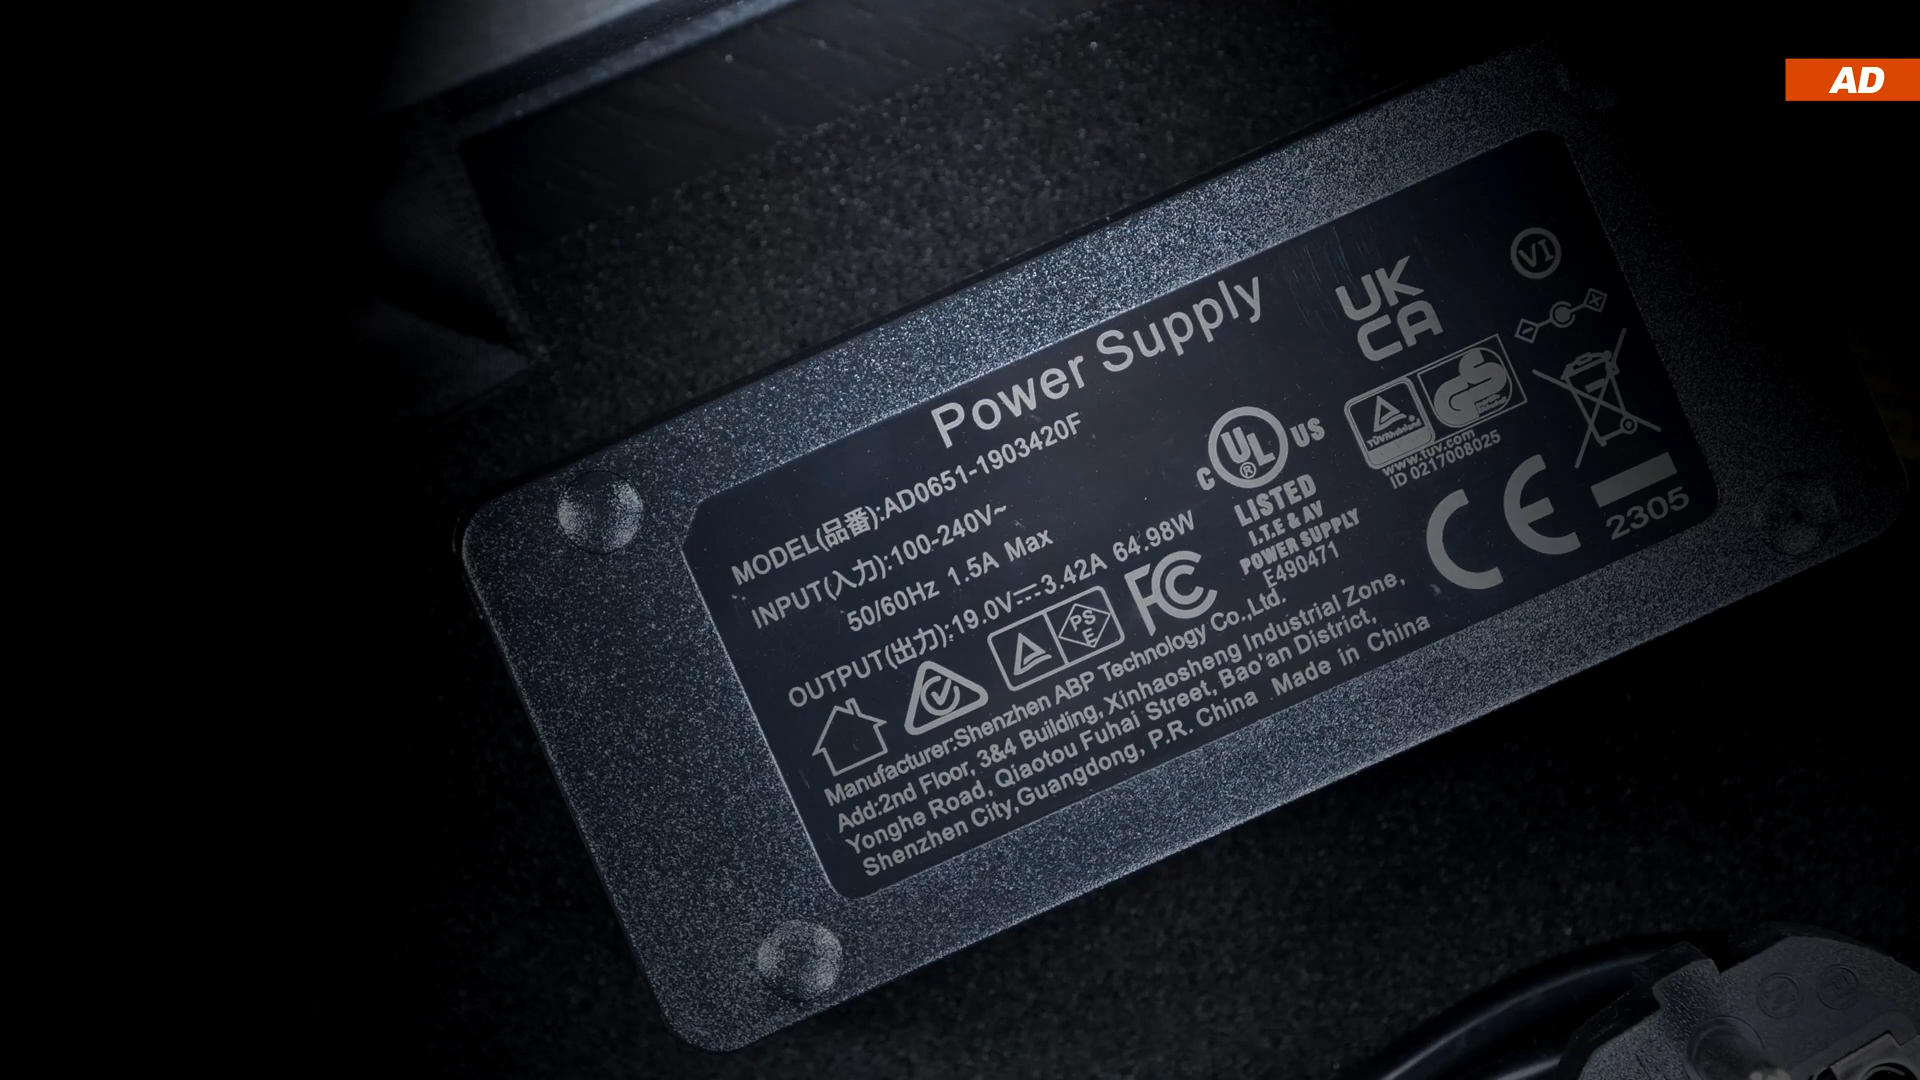 AD
Power Supply
MODEL(品番):AD0651-1903420F
INPUT(入力):100-240V~
50/60Hz 1.5A Max
OUTPUT(出力):19.0V⎓3.42A 64.98W
UK
CA
VI
TÜVRheinland
www.tuv.com
ID 0217008025
C UL US
®
LISTED
I.T.E & AV
POWER SUPPLY
E490471
CE
2305
PS
E
FC
Manufacturer:Shenzhen ABP Technology Co.,Ltd.
Add:2nd Floor, 3&4 Building, Xinhaosheng Industrial Zone,
Yonghe Road, Qiaotou Fuhai Street, Bao'an District,
Shenzhen City,Guangdong, P.R. China Made in China